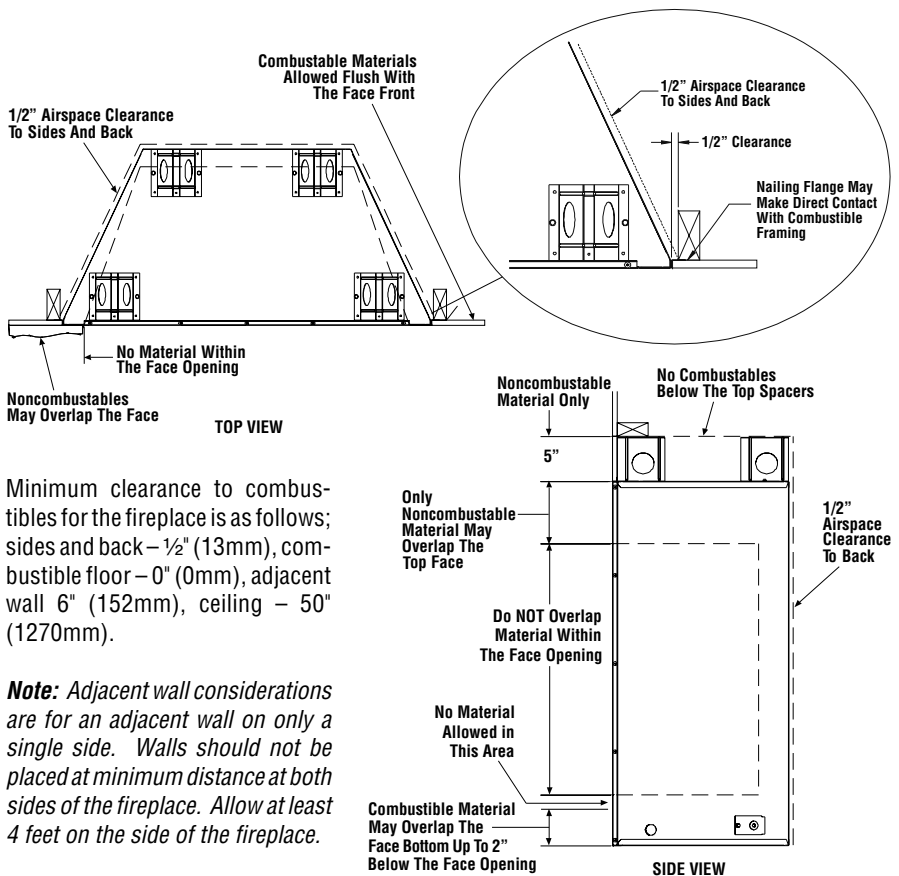 Combustable Materials
Allowed Flush With
The Face Front
1/2” Airspace Clearance
To Sides And Back
1/2” Airspace Clearance
To Sides And Back
1/2” Clearance
Nailing Flange May
Make Direct Contact
With Combustible
Framing
No Material Within
The Face Opening
Noncombustables
May Overlap The Face
TOP VIEW
Noncombustable
Material Only
No Combustables
Below The Top Spacers
5”
Only
Noncombustable
Material May
Overlap The
Top Face
1/2”
Airspace
Clearance
To Back
Do NOT Overlap
Material Within
The Face Opening
No Material
Allowed in
This Area
Combustible Material
May Overlap The
Face Bottom Up To 2”
Below The Face Opening
SIDE VIEW
Minimum clearance to combus-
tibles for the fireplace is as follows;
sides and back – ½" (13mm), com-
bustible floor – 0" (0mm), adjacent
wall 6" (152mm), ceiling – 50"
(1270mm).
Note: Adjacent wall considerations
are for an adjacent wall on only a
single side. Walls should not be
placed at minimum distance at both
sides of the fireplace. Allow at least
4 feet on the side of the fireplace.